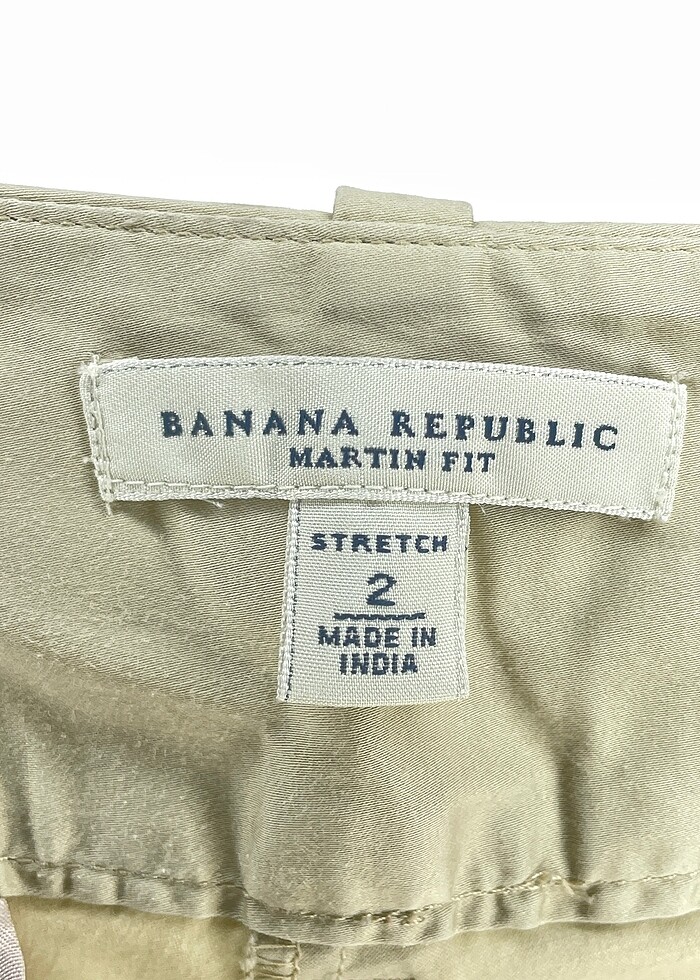 BANANA REPUBLIC
MARTIN FIT
STRETCH
2
MADE IN
INDIA